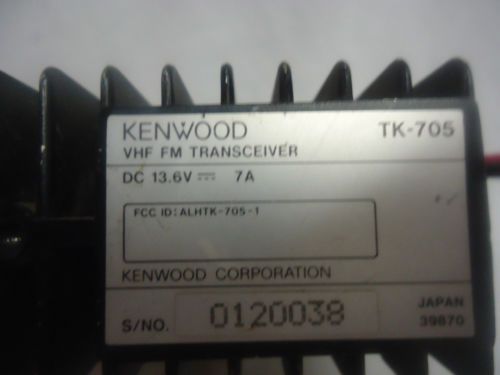 KENWOOD TK-705
VHF FM TRANSCEIVER
DC 13.6V ⎓ 7A
FCC ID: ALHTK-705-1
KENWOOD CORPORATION
S/NO. 0120038 JAPAN
39870